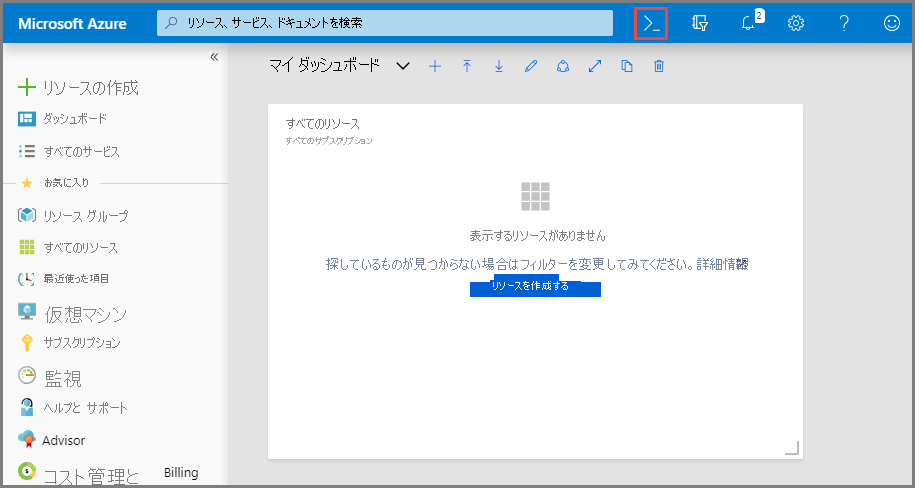 Microsoft Azure
リソース、サービス、ドキュメントを検索
2
マイ ダッシュボード
リソースの作成
ダッシュボード
すべてのサービス
お気に入り
リソース グループ
すべてのリソース
最近使った項目
仮想マシン
サブスクリプション
監視
ヘルプと サポート
Advisor
コスト管理と Billing
すべてのリソース
すべてのサブスクリプション
表示するリソースがありません
探しているものが見つからない場合はフィルターを変更してみてください。詳細情報
リソースを作成する